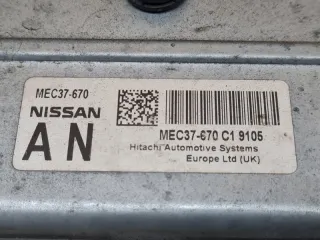 MEC37-670
NISSAN
AN
MEC37-670 C1 9105
Hitachi Automotive Systems
Europe Ltd (UK)